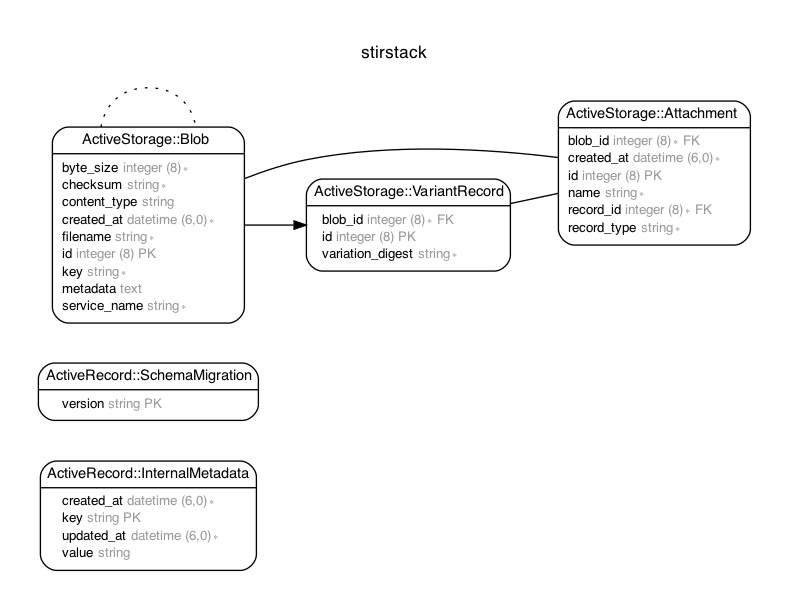 stirstack
ActiveStorage::Blob
byte_size integer (8) *
checksum string *
content_type string
created_at datetime (6,0) *
filename string *
id integer (8) PK
key string *
metadata text
service_name string *
ActiveStorage::VariantRecord
blob_id integer (8) * FK
id integer (8) PK
variation_digest string *
ActiveStorage::Attachment
blob_id integer (8) * FK
created_at datetime (6,0) *
id integer (8) PK
name string *
record_id integer (8) * FK
record_type string *
ActiveRecord::SchemaMigration
version string PK
ActiveRecord::InternalMetadata
created_at datetime (6,0) *
key string PK
updated_at datetime (6,0) *
value string